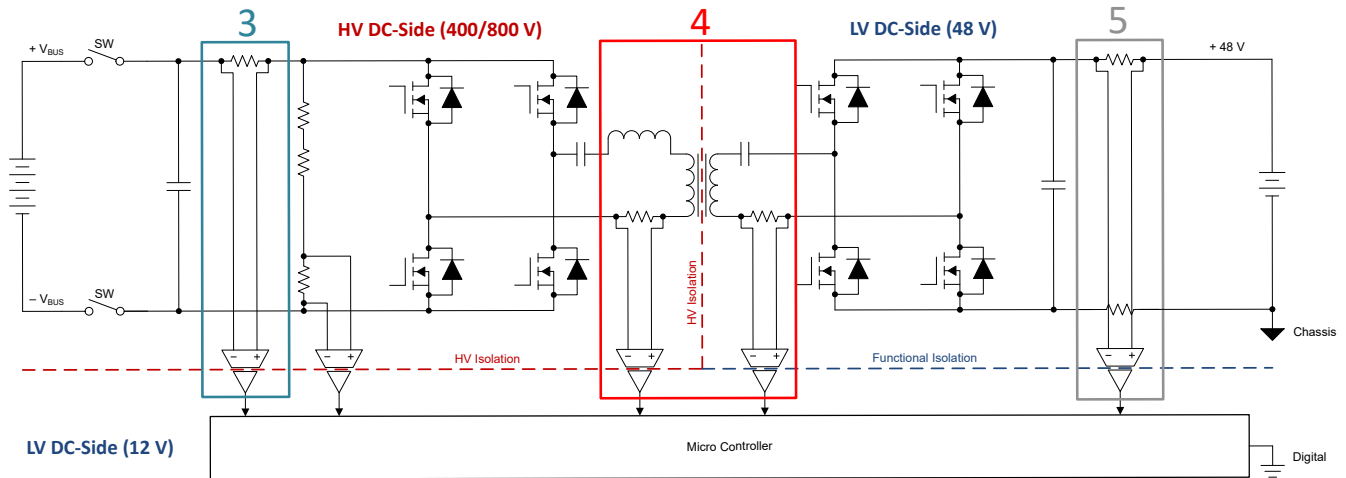 3
HV DC-Side (400/800 V)
4
LV DC-Side (48 V)
5
+ VBUS
SW
+ 48 V
− VBUS
SW
HV Isolation
Chassis
− +
− +
− +
− +
− +
HV Isolation
Functional Isolation
LV DC-Side (12 V)
Micro Controller
Digital